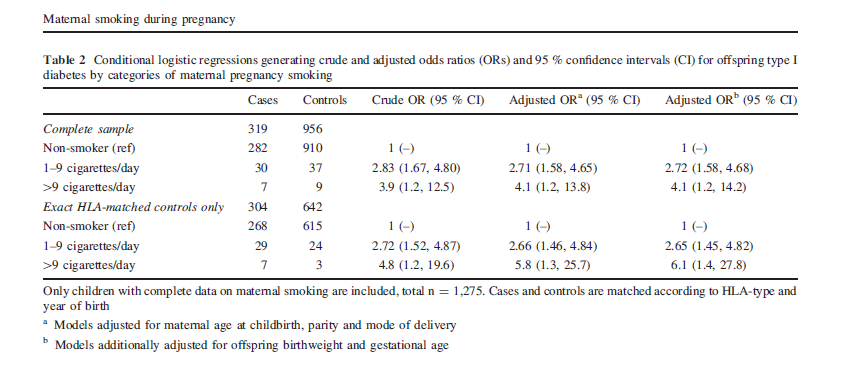 Maternal smoking during pregnancy
Table 2 Conditional logistic regressions generating crude and adjusted odds ratios (ORs) and 95 % confidence intervals (CI) for offspring type I
diabetes by categories of maternal pregnancy smoking
Cases Controls Crude OR (95 % CI) Adjusted ORa (95 % CI) Adjusted ORb (95 % CI)
Complete sample 319 956
Non-smoker (ref) 282 910 1 (–) 1 (–) 1 (–)
1–9 cigarettes/day 30 37 2.83 (1.67, 4.80) 2.71 (1.58, 4.65) 2.72 (1.58, 4.68)
>9 cigarettes/day 7 9 3.9 (1.2, 12.5) 4.1 (1.2, 13.8) 4.1 (1.2, 14.2)
Exact HLA-matched controls only 304 642
Non-smoker (ref) 268 615 1 (–) 1 (–) 1 (–)
1–9 cigarettes/day 29 24 2.72 (1.52, 4.87) 2.66 (1.46, 4.84) 2.65 (1.45, 4.82)
>9 cigarettes/day 7 3 4.8 (1.2, 19.6) 5.8 (1.3, 25.7) 6.1 (1.4, 27.8)
Only children with complete data on maternal smoking are included, total n = 1,275. Cases and controls are matched according to HLA-type and
year of birth
a Models adjusted for maternal age at childbirth, parity and mode of delivery
b Models additionally adjusted for offspring birthweight and gestational age